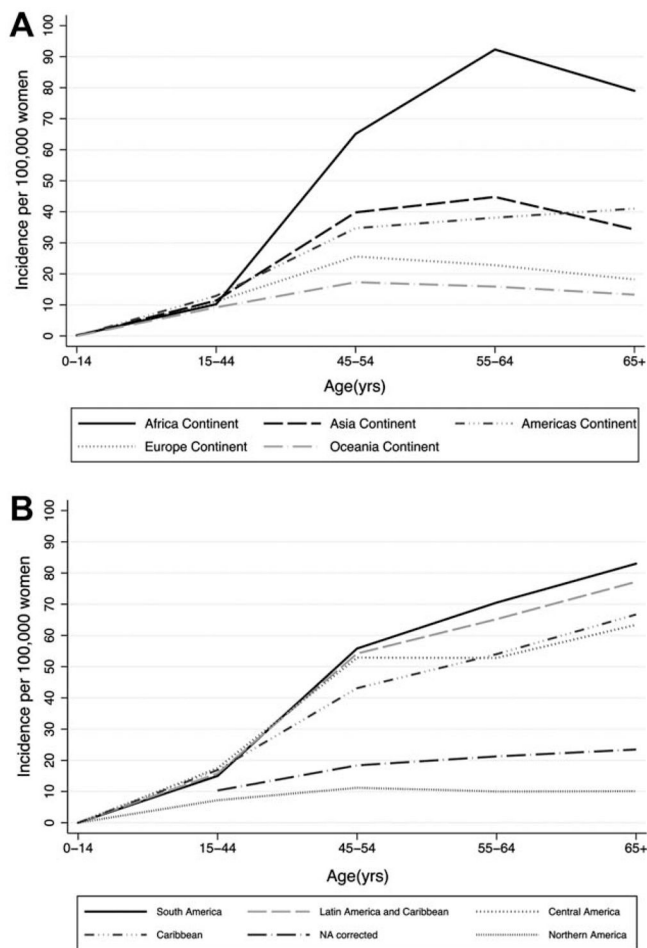 A
Incidence per 100,000 women
100
90
80
70
60
50
40
30
20
10
0
0–14 15–44 45–54 55–64 65+
Age(yrs)
Africa Continent Asia Continent Americas Continent
Europe Continent Oceania Continent
B
Incidence per 100,000 women
100
90
80
70
60
50
40
30
20
10
0
0–14 15–44 45–54 55–64 65+
Age(yrs)
South America Latin America and Caribbean Central America
Caribbean NA corrected Northern America